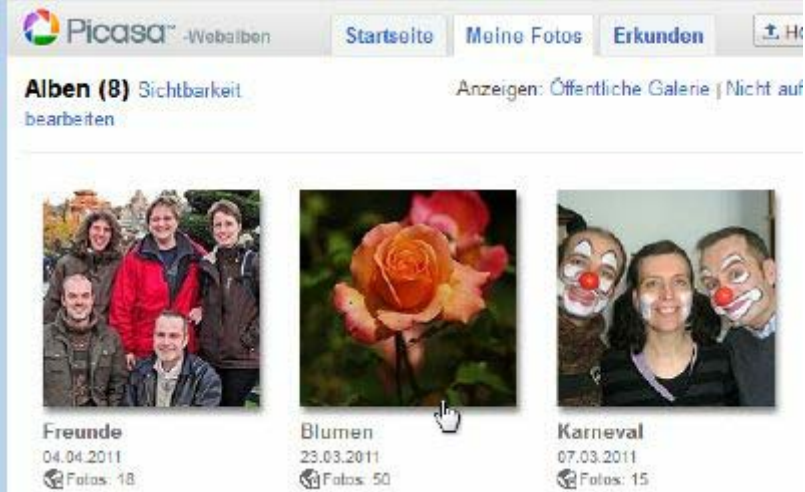 Picasa™ -Webalben
Startseite
Meine Fotos
Erkunden
Alben (8) Sichtbarkeit
bearbeiten
Anzeigen: Öffentliche Galerie | Nicht auf
Freunde
04.04.2011
Fotos: 18
Blumen
23.03.2011
Fotos: 50
Karneval
07.03.2011
Fotos: 15